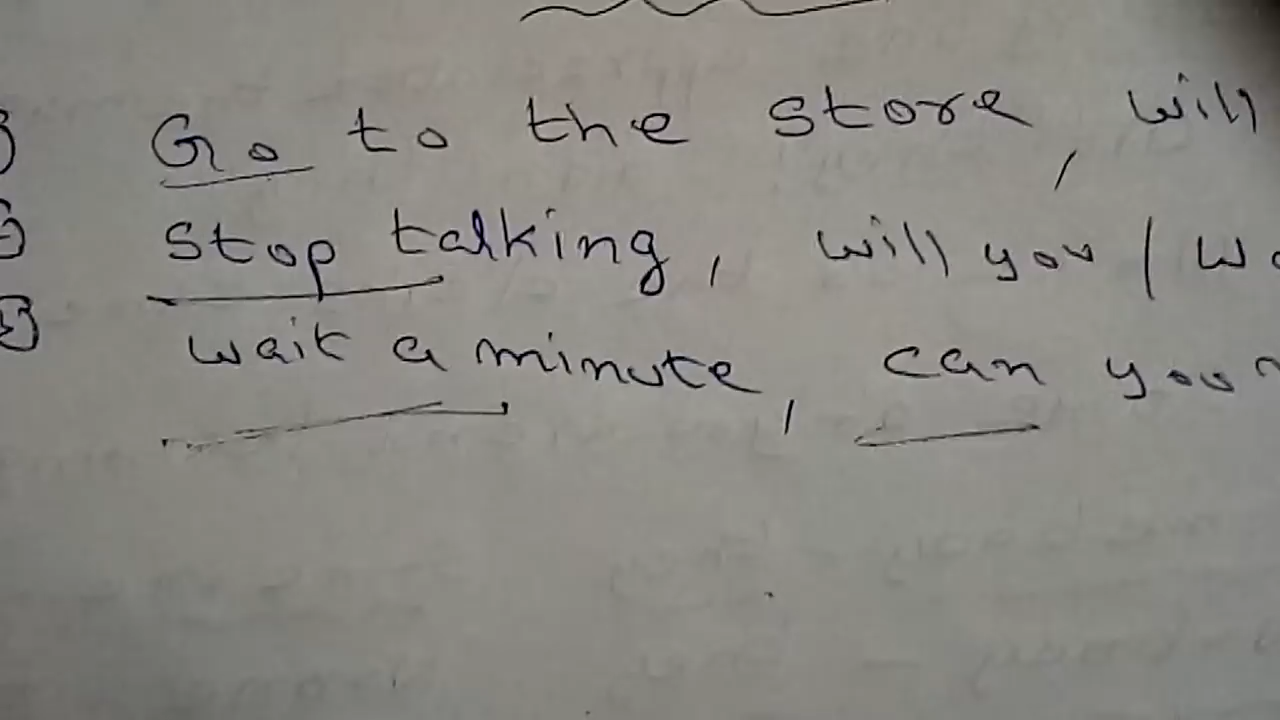 Go to the store, will
stop talking, will you /
wait a minute, can you